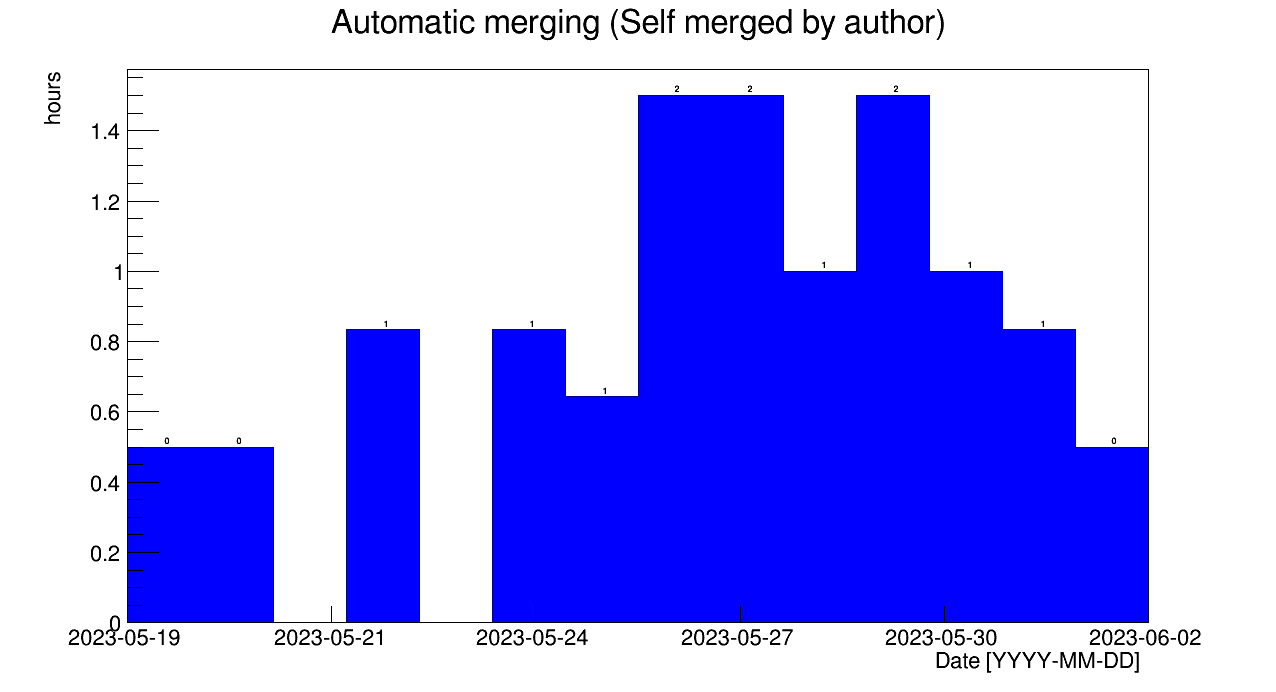 Automatic merging (Self merged by author)
hours
1.4
1.2
1
0.8
0.6
0.4
0.2
0
0 0 1 1 1 2 2 1 2 1 1 0
2023-05-19 2023-05-21 2023-05-24 2023-05-27 2023-05-30 2023-06-02
Date [YYYY-MM-DD]